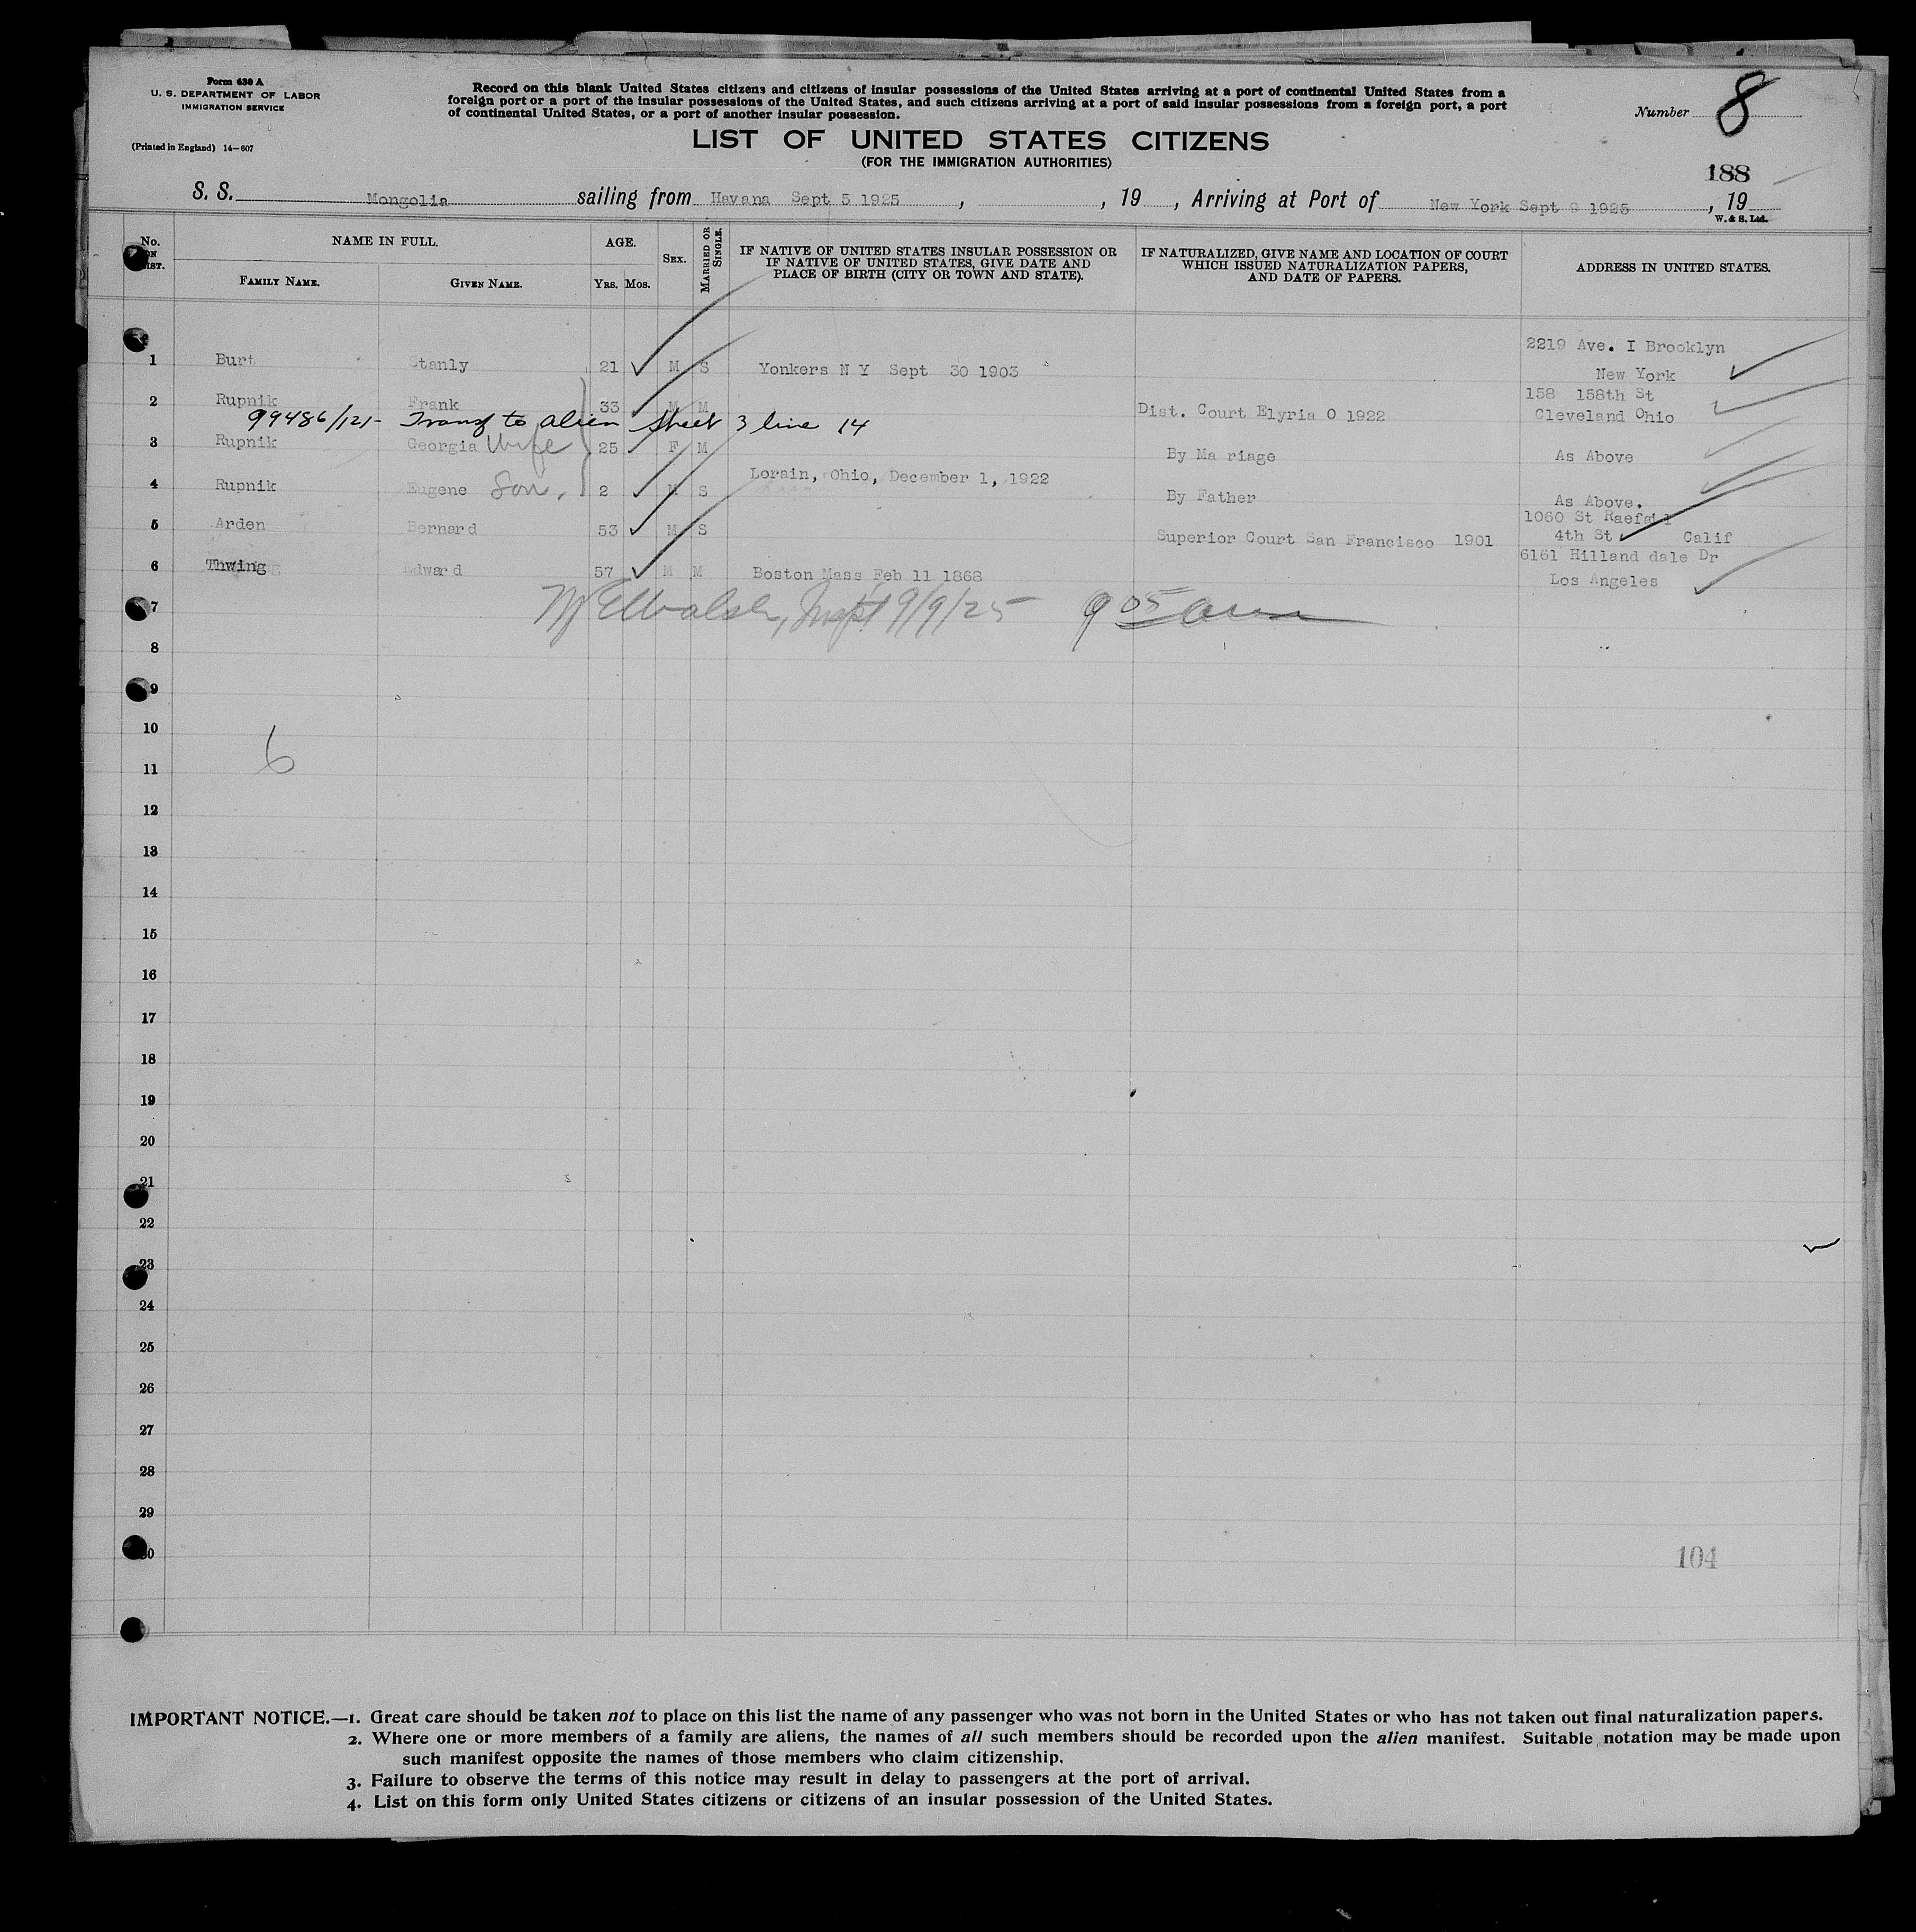 Form 630 A
U. S. DEPARTMENT OF LABOR
IMMIGRATION SERVICE
(Printed in England) 14-607
Record on this blank United States citizens and citizens of insular possessions of the United States arriving at a port of continental United States from a
foreign port or a port of the insular possessions of the United States, and such citizens arriving at a port of said insular possessions from a foreign port, a port
of continental United States, or a port of another insular possession.
Number 8
LIST OF UNITED STATES CITIZENS
(FOR THE IMMIGRATION AUTHORITIES)
188
S. S. Mongolia sailing from Havana Sept 5 1925 , , 19 , Arriving at Port of New York Sept 9 1925 , 19
W. & S. Ltd.
No. ON LIST. NAME IN FULL. AGE. SEX. MARRIED OR SINGLE. IF NATIVE OF UNITED STATES INSULAR POSSESSION OR IF NATIVE OF UNITED STATES, GIVE DATE AND PLACE OF BIRTH (CITY OR TOWN AND STATE). IF NATURALIZED, GIVE NAME AND LOCATION OF COURT WHICH ISSUED NATURALIZATION PAPERS, AND DATE OF PAPERS. ADDRESS IN UNITED STATES.
FAMILY NAME. GIVEN NAME. YRS. MOS.
2219 Ave. I Brooklyn
1 Burt Stanly 21 M S Yonkers N Y Sept 30 1903 New York
158 158th St
2 Rupnik Frank 33 M M Dist. Court Elyria O 1922 Cleveland Ohio
99486/121- Transf to alien Sheet 3 line 14
3 Rupnik Georgia Wife 25 F M By Ma riage As Above
Lorain, Ohio, December 1, 1922
4 Rupnik Eugene Son. 2 M S By Father As Above.
1060 St Raefael
5 Arden Bernard 53 M S Superior Court San Francisco 1901 4th St Calif
6161 Hilland dale Dr
6 Thwing Edward 57 M M Boston Mass Feb 11 1868 Los Angeles
7 Inspt 9/9/25 9 05 am
8
9
10
6
11
12
13
14
15
16
17
18
19
20
21
22
23
24
25
26
27
28
29
30
104
IMPORTANT NOTICE.—1. Great care should be taken not to place on this list the name of any passenger who was not born in the United States or who has not taken out final naturalization papers.
2. Where one or more members of a family are aliens, the names of all such members should be recorded upon the alien manifest. Suitable notation may be made upon
such manifest opposite the names of those members who claim citizenship.
3. Failure to observe the terms of this notice may result in delay to passengers at the port of arrival.
4. List on this form only United States citizens or citizens of an insular possession of the United States.